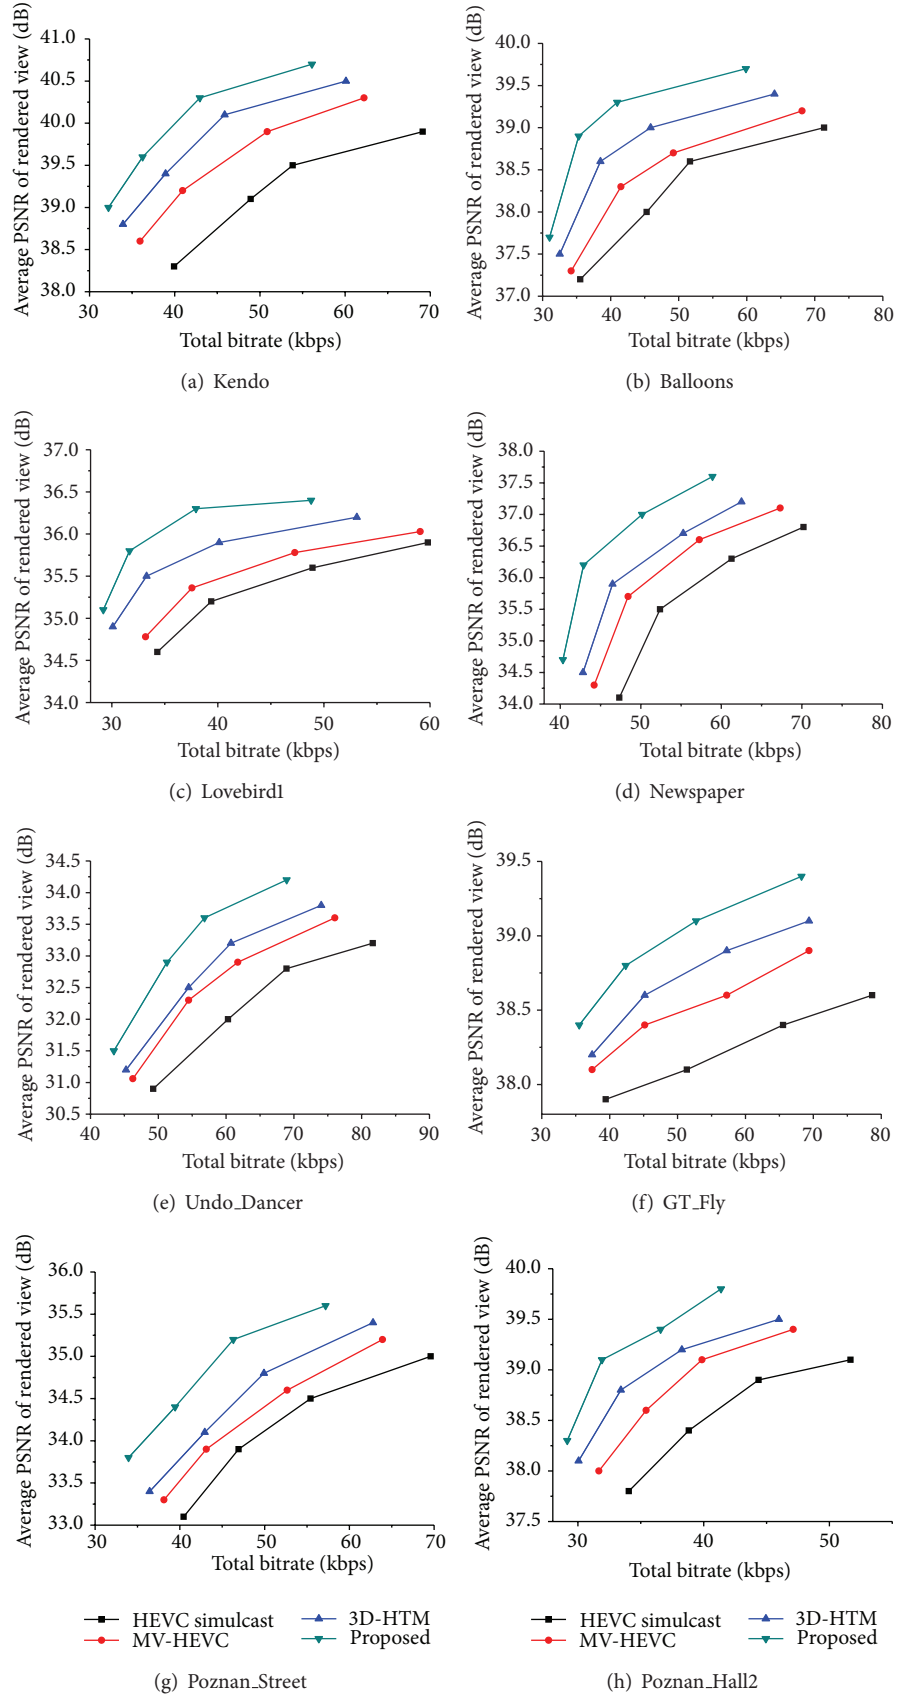 Average PSNR of rendered view (dB)
41.0
40.5
40.0
39.5
39.0
38.5
38.0
30 40 50 60 70
Total bitrate (kbps)
(a) Kendo
Average PSNR of rendered view (dB)
40.0
39.5
39.0
38.5
38.0
37.5
37.0
30 40 50 60 70 80
Total bitrate (kbps)
(b) Balloons
Average PSNR of rendered view (dB)
37.0
36.5
36.0
35.5
35.0
34.5
34.0
30 40 50 60
Total bitrate (kbps)
(c) Lovebird1
Average PSNR of rendered view (dB)
38.0
37.5
37.0
36.5
36.0
35.5
35.0
34.5
34.0
40 50 60 70 80
Total bitrate (kbps)
(d) Newspaper
Average PSNR of rendered view (dB)
34.5
34.0
33.5
33.0
32.5
32.0
31.5
31.0
30.5
40 50 60 70 80 90
Total bitrate (kbps)
(e) Undo_Dancer
Average PSNR of rendered view (dB)
39.5
39.0
38.5
38.0
30 40 50 60 70 80
Total bitrate (kbps)
(f) GT_Fly
Average PSNR of rendered view (dB)
36.0
35.5
35.0
34.5
34.0
33.5
33.0
30 40 50 60 70
Total bitrate (kbps)
HEVC simulcast 3D-HTM
MV-HEVC Proposed
(g) Poznan_Street
Average PSNR of rendered view (dB)
40.0
39.5
39.0
38.5
38.0
37.5
30 40 50
Total bitrate (kbps)
HEVC simulcast 3D-HTM
MV-HEVC Proposed
(h) Poznan_Hall2